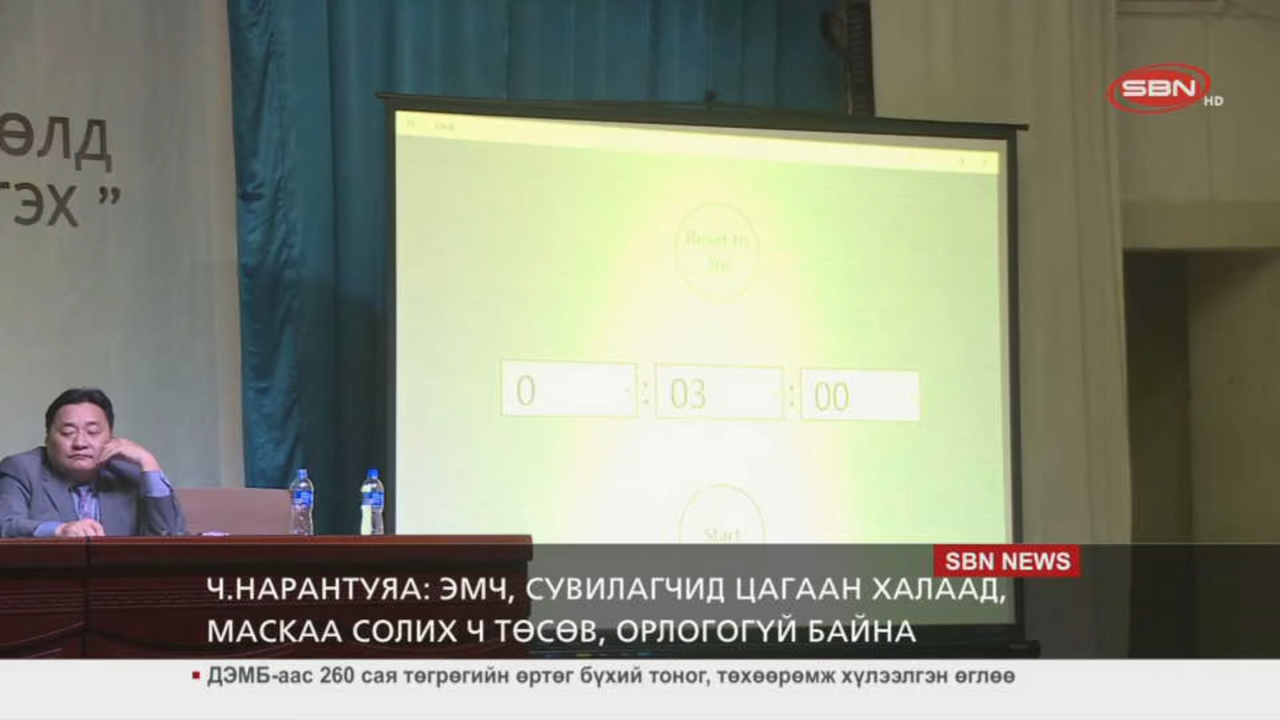 ӨЛД
ГЭХ ”
SBN HD
Reset to
0 : 03 : 00
Start
SBN NEWS
Ч.НАРАНТУЯА: ЭМЧ, СУВИЛАГЧИД ЦАГААН ХАЛААД,
МАСКАА СОЛИХ Ч ТӨСӨВ, ОРЛОГОГҮЙ БАЙНА
▪ ДЭМБ-аас 260 сая төгрөгийн өртөг бүхий тоног, төхөөрөмж хүлээлгэн өглөө